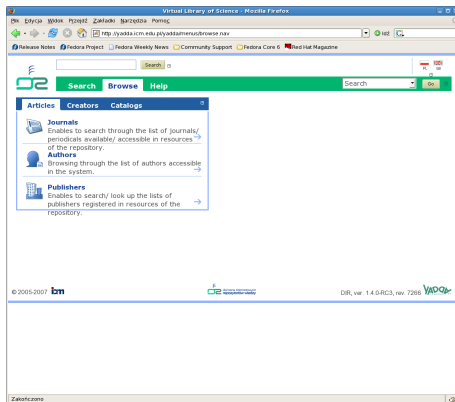 Virtual Library of Science - Mozilla Firefox
Plik Edycja Widok Przejdź Zakładki Narzędzia Pomoc
http://yadda.icm.edu.pl/yadda/menus/browse.nav Idź
Release Notes Fedora Project Fedora Weekly News Community Support Fedora Core 6 Red Hat Magazine
Search
PL
Search Browse Help Search Go
Articles Creators Catalogs
Journals
Enables to search through the list of journals/
periodicals available/ accessible in resources
of the repository.
Authors
Browsing through the list of authors accessible
in the system.
Publishers
Enables to search/ look up the lists of
publishers registered in resources of the
repository.
© 2005-2007 icm DIR, ver. 1.4.0-RC3, rev. 7266 YADDA
Zakończono